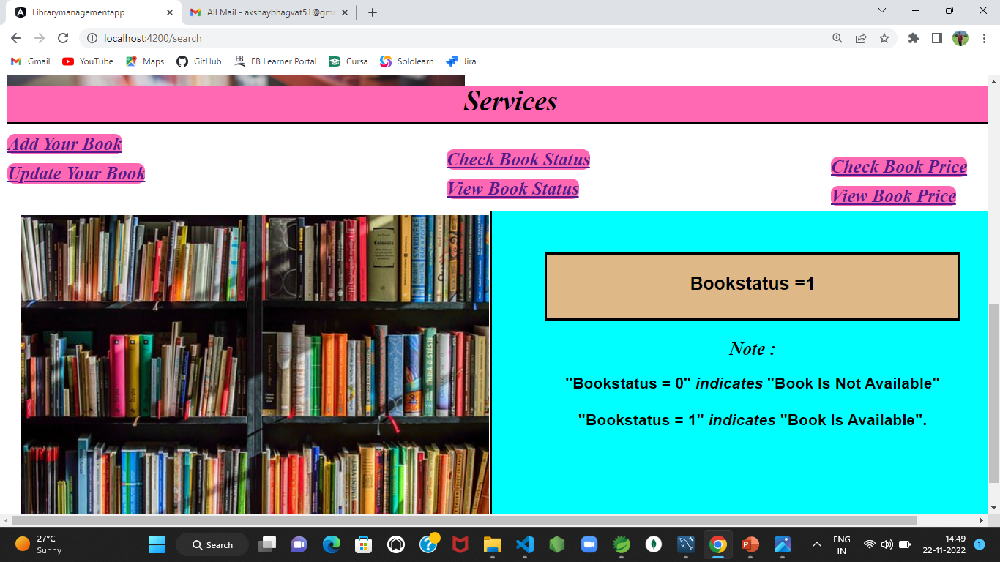 Librarymanagementapp
All Mail - akshaybhagvat51@gma
localhost:4200/search
Gmail
YouTube
Maps
GitHub
EB Learner Portal
Cursa
Sololearn
Jira
Services
Add Your Book
Update Your Book
Check Book Status
View Book Status
Check Book Price
View Book Price
Kalevala
Bookstatus =1
Note :
"Bookstatus = 0" indicates "Book Is Not Available"
"Bookstatus = 1" indicates "Book Is Available".
27°C
Sunny
Search
ENG
IN
14:49
22-11-2022
1